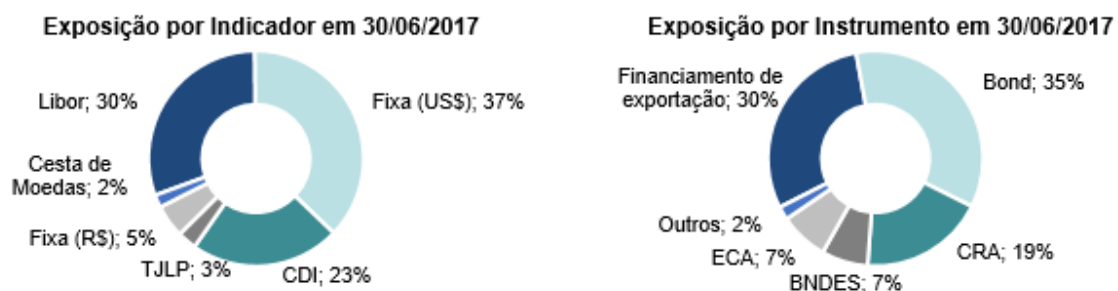 Exposição por Indicador em 30/06/2017
Libor; 30%
Fixa (US$); 37%
Cesta de
Moedas; 2%
Fixa (R$); 5%
TJLP; 3%
CDI; 23%
Exposição por Instrumento em 30/06/2017
Financiamento de
exportação; 30%
Bond; 35%
Outros; 2%
ECA; 7%
BNDES; 7%
CRA; 19%